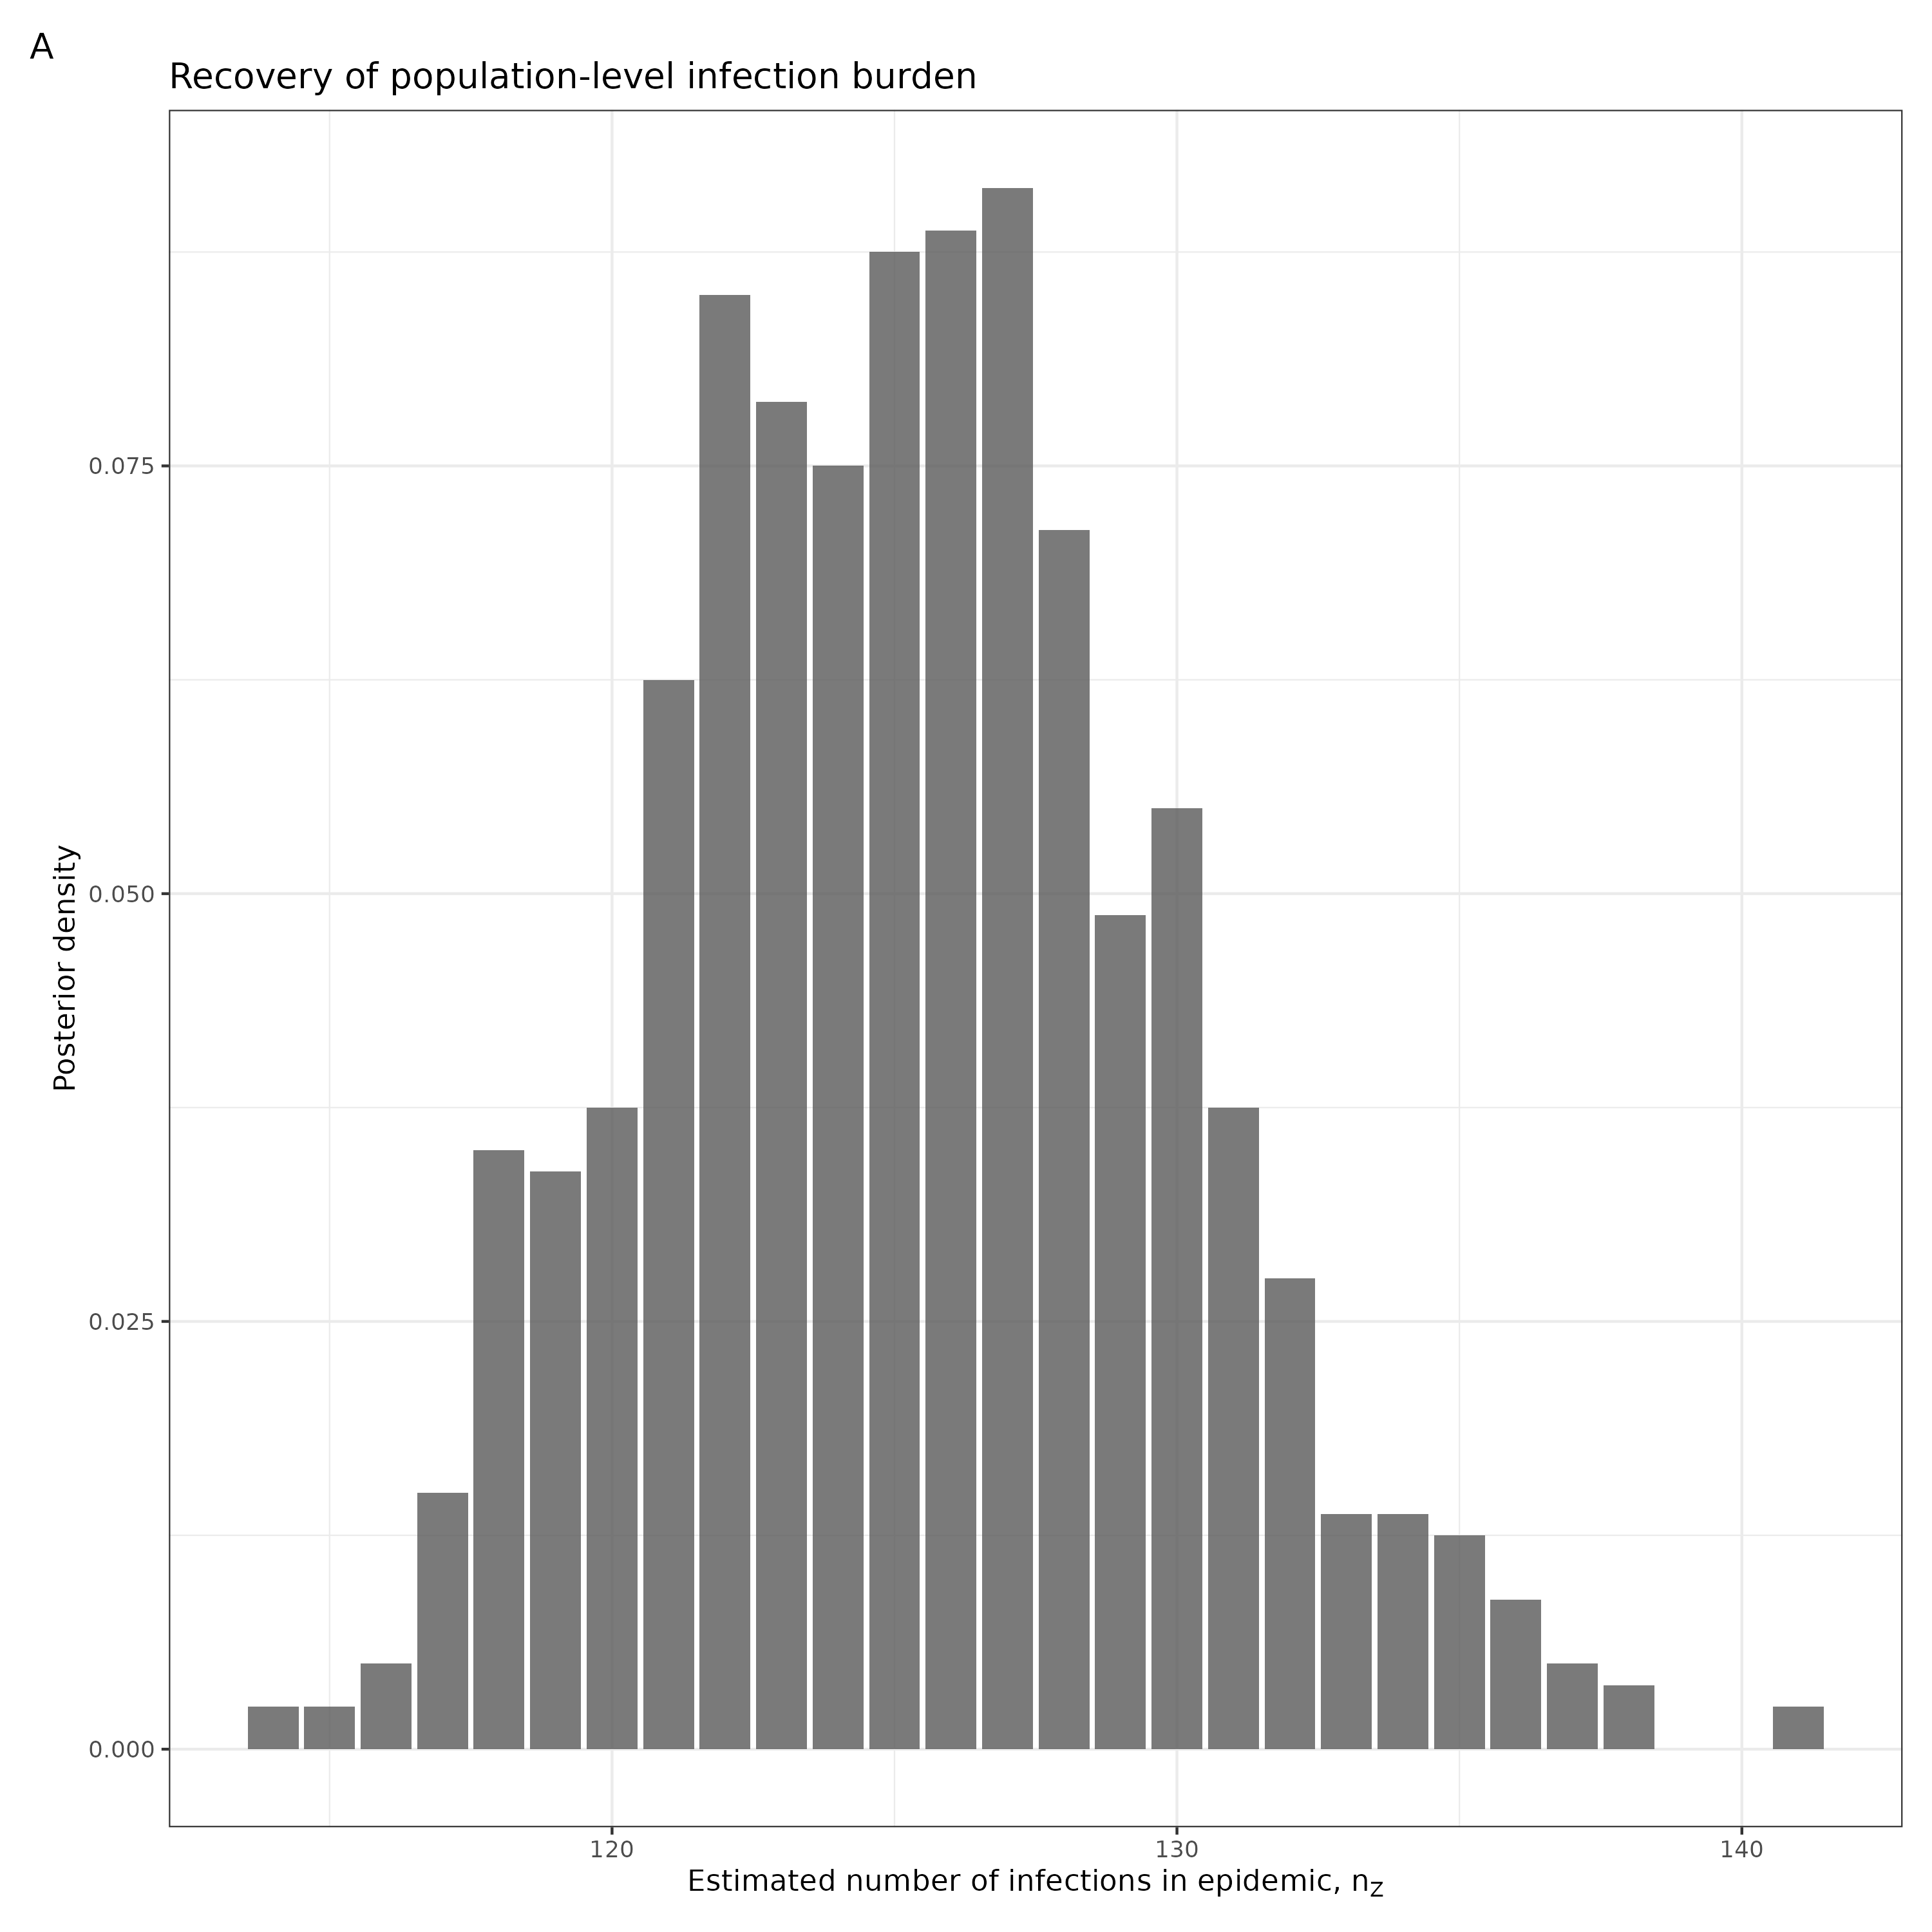 A
Recovery of population-level infection burden
Posterior density
0.075
0.050
0.025
0.000
120 130 140
Estimated number of infections in epidemic, nZ